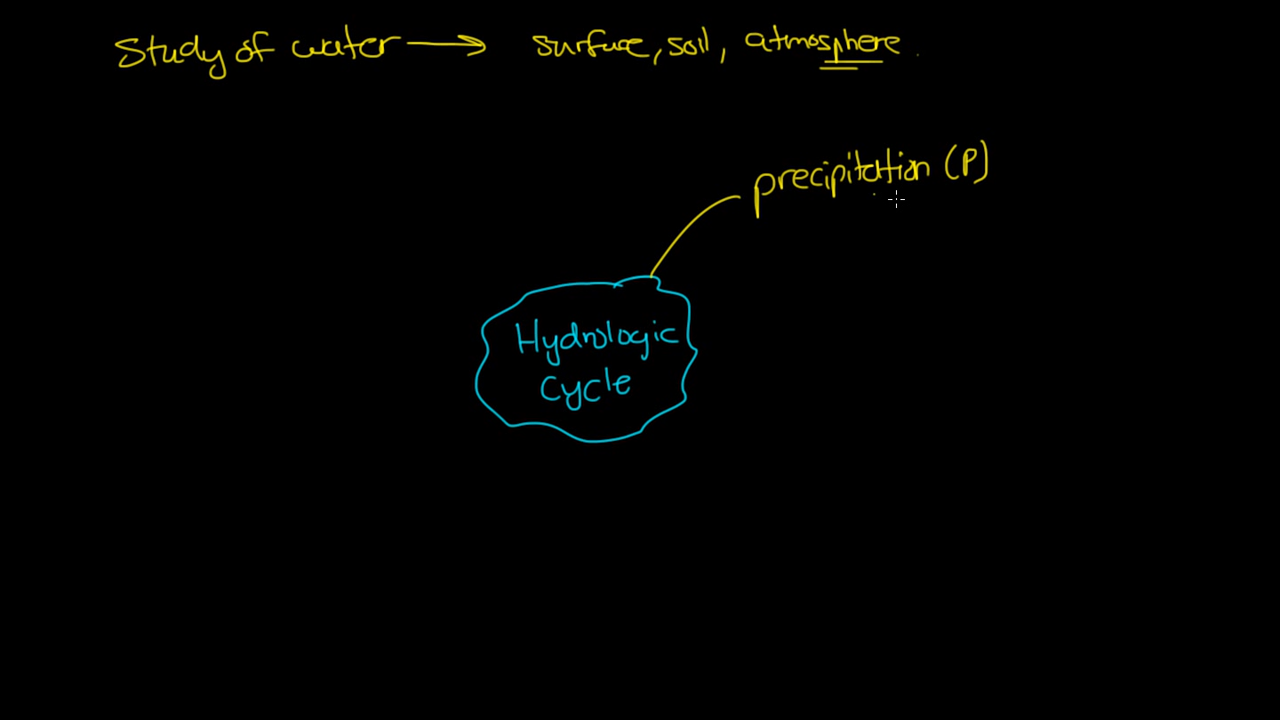 Study of water → surface, soil, atmosphere.
precipitation (P)
Hydrologic
Cycle